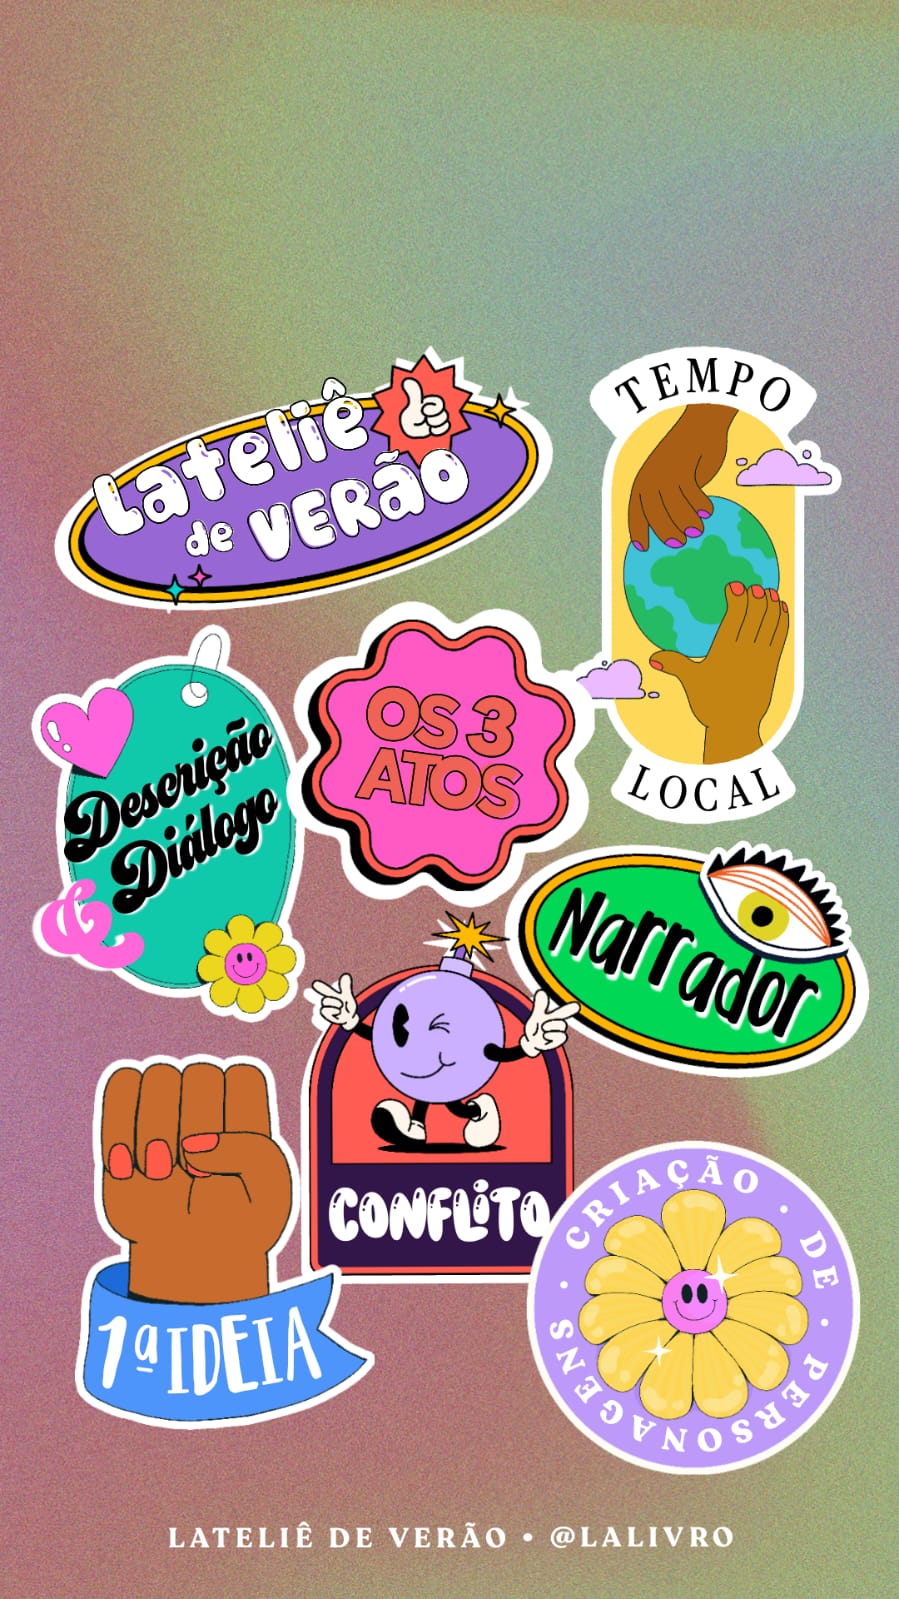 Lateliê
de VERÃO
TEMPO
LOCAL
Descrição
&
Diálogo
OS 3
ATOS
Narrador
CONFLITO
1ª IDEIA
CRIAÇÃO · DE · PERSONAGENS ·
LATELIÊ DE VERÃO • @LALIVRO